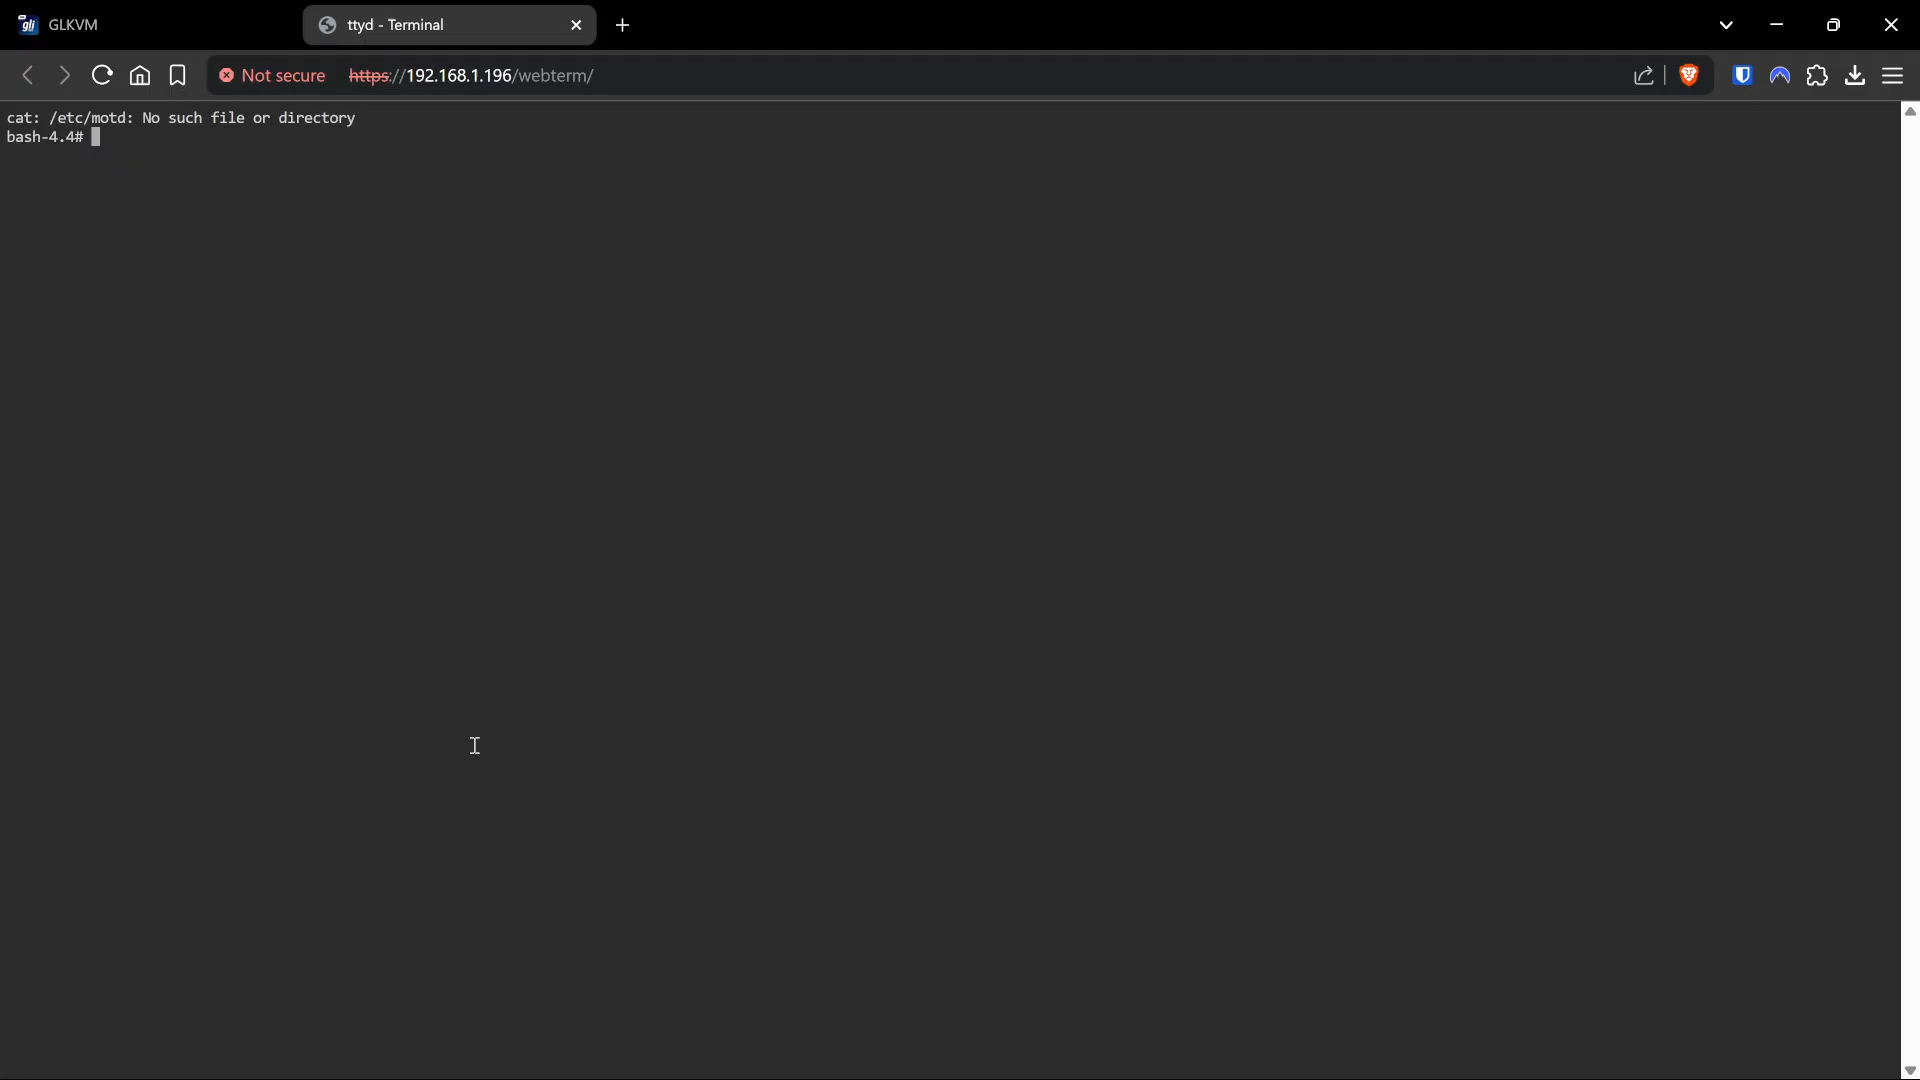 gli GLKVM
ttyd - Terminal
Not secure https://192.168.1.196/webterm/
cat: /etc/motd: No such file or directory
bash-4.4#